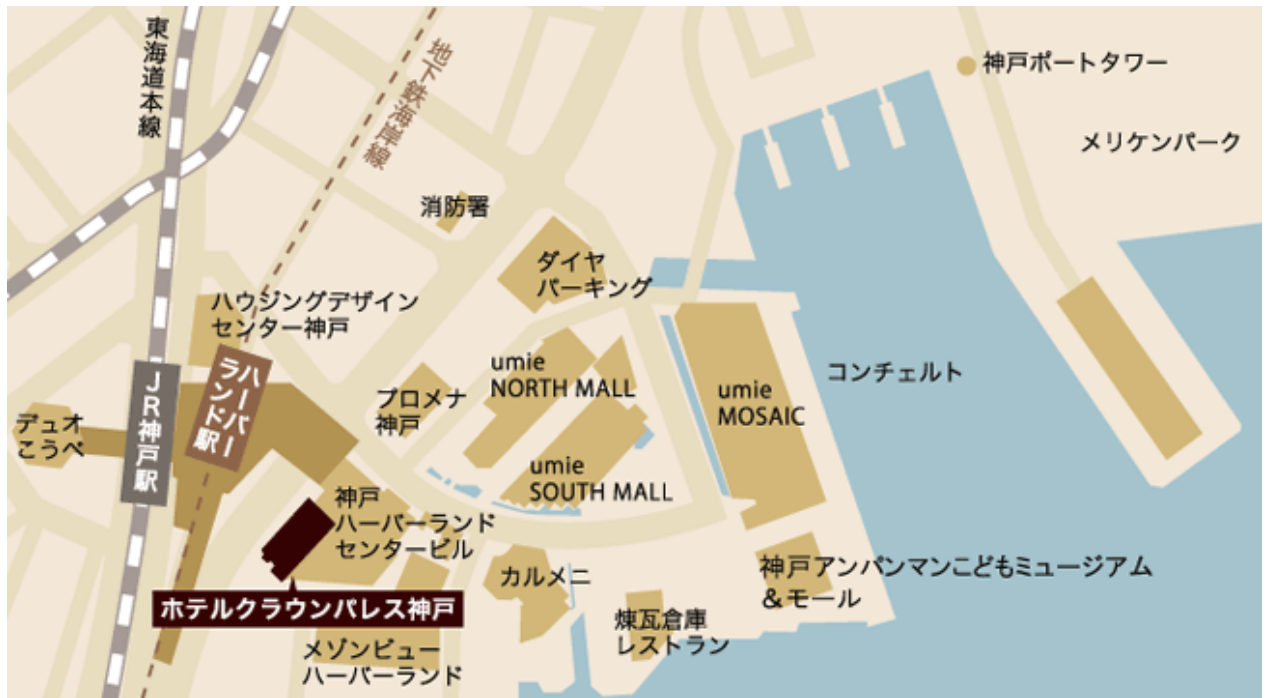 東海道本線
地下鉄海岸線
神戸ポートタワー
メリケンパーク
消防署
ダイヤ
パーキング
ハウジングデザイン
センター神戸
ハーバー
ランド駅
JR神戸駅
デュオ
こうべ
プロメナ
神戸
umie
NORTH MALL
umie
SOUTH MALL
umie
MOSAIC
コンチェルト
神戸
ハーバーランド
センタービル
ホテルクラウンパレス神戸
カルメニ
神戸アンパンマンこどもミュージアム
&モール
煉瓦倉庫
レストラン
メゾンビュー
ハーバーランド